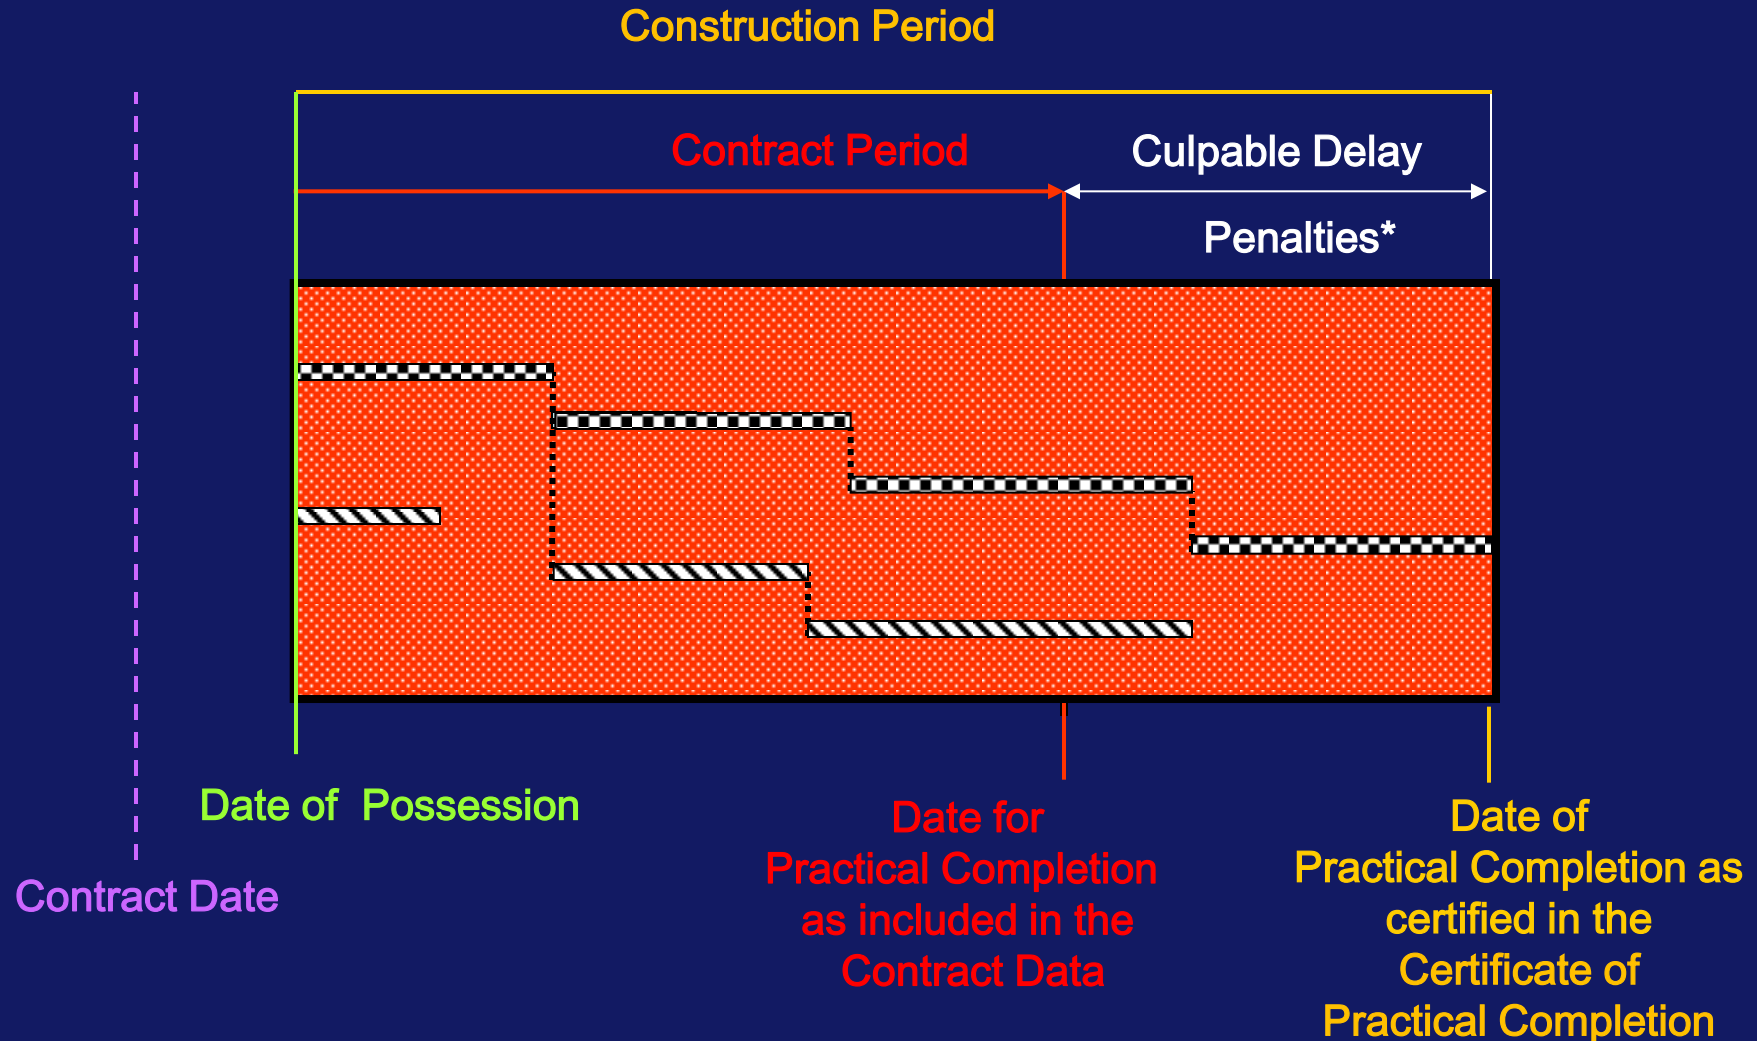 Construction Period
Contract Period
Culpable Delay
Penalties*
Date of  Possession
Contract Date
Date for
Practical Completion
as included in the
Contract Data
Date of
Practical Completion as
certified in the
Certificate of
Practical Completion